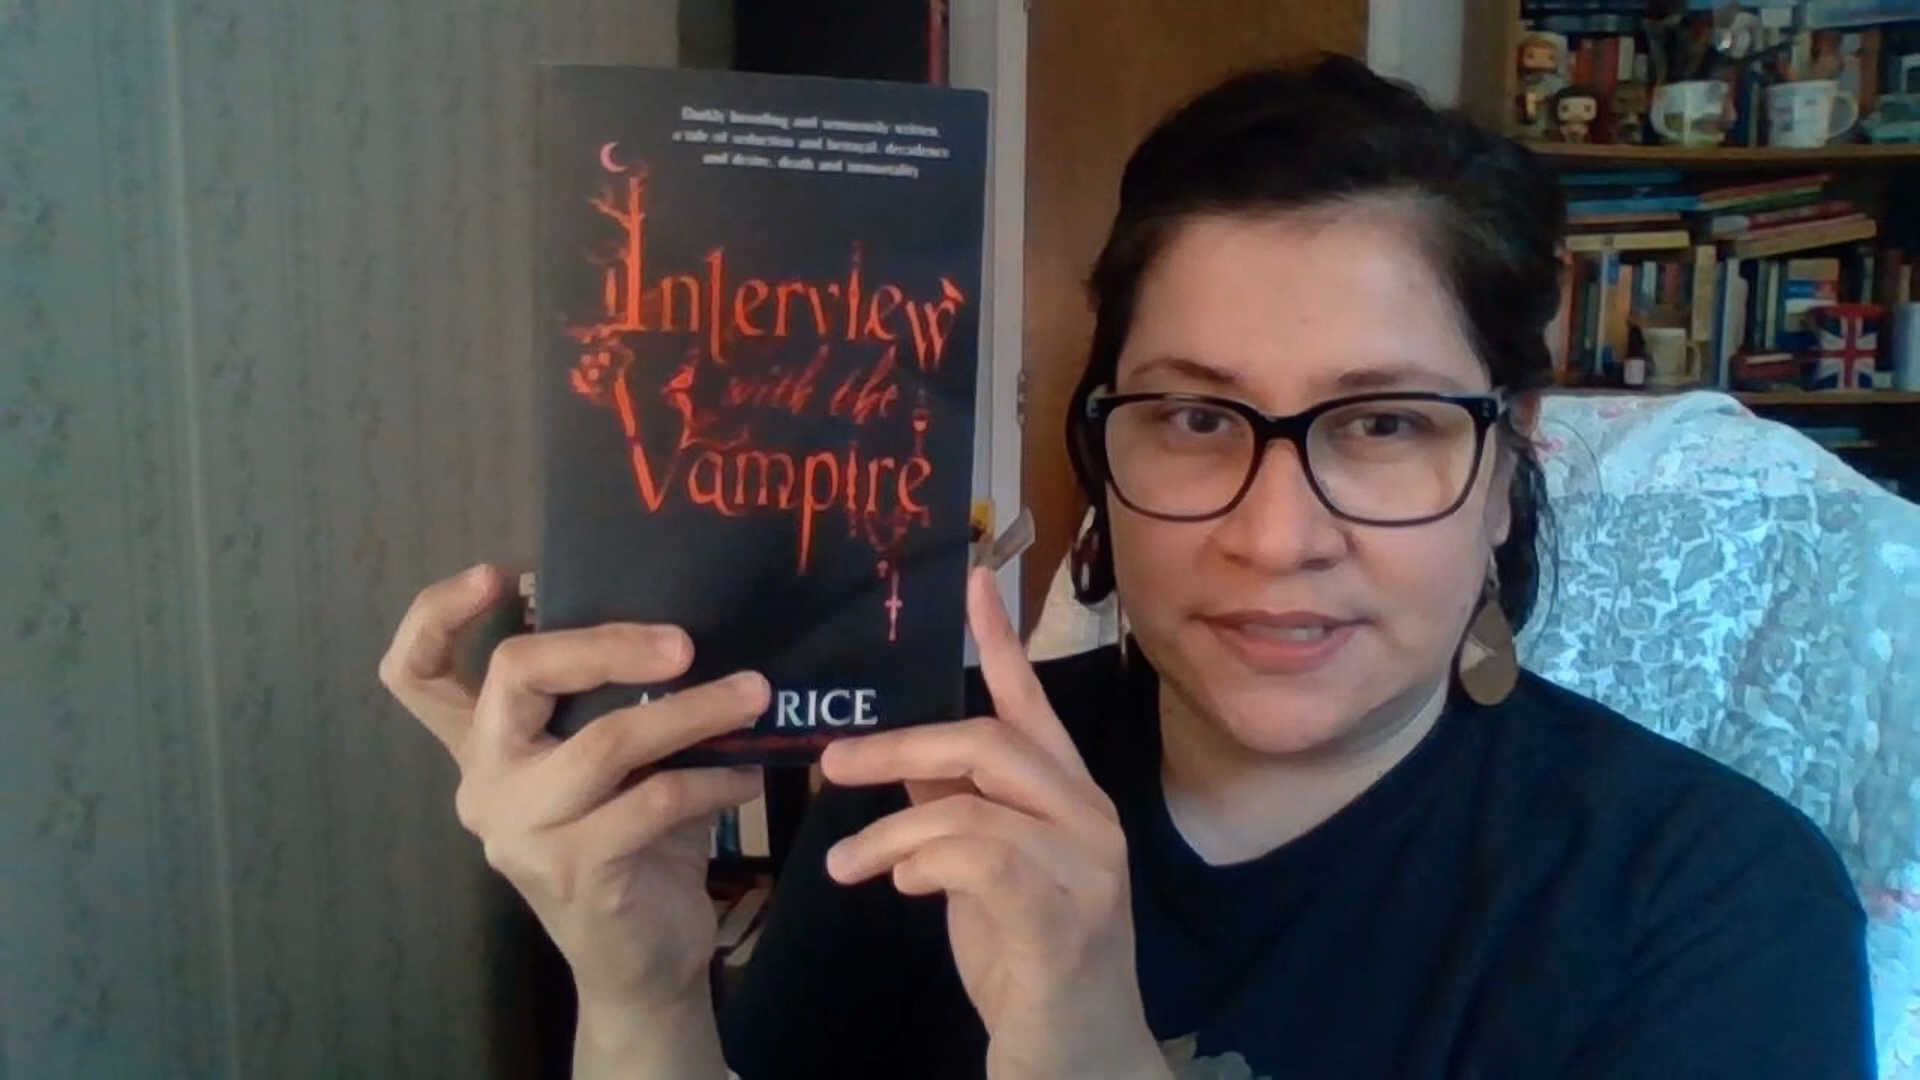 Darkly brooding and sensuously written,
a tale of seduction and betrayal, decadence
and desire, death and immortality
Interview
with the
Vampire
RICE